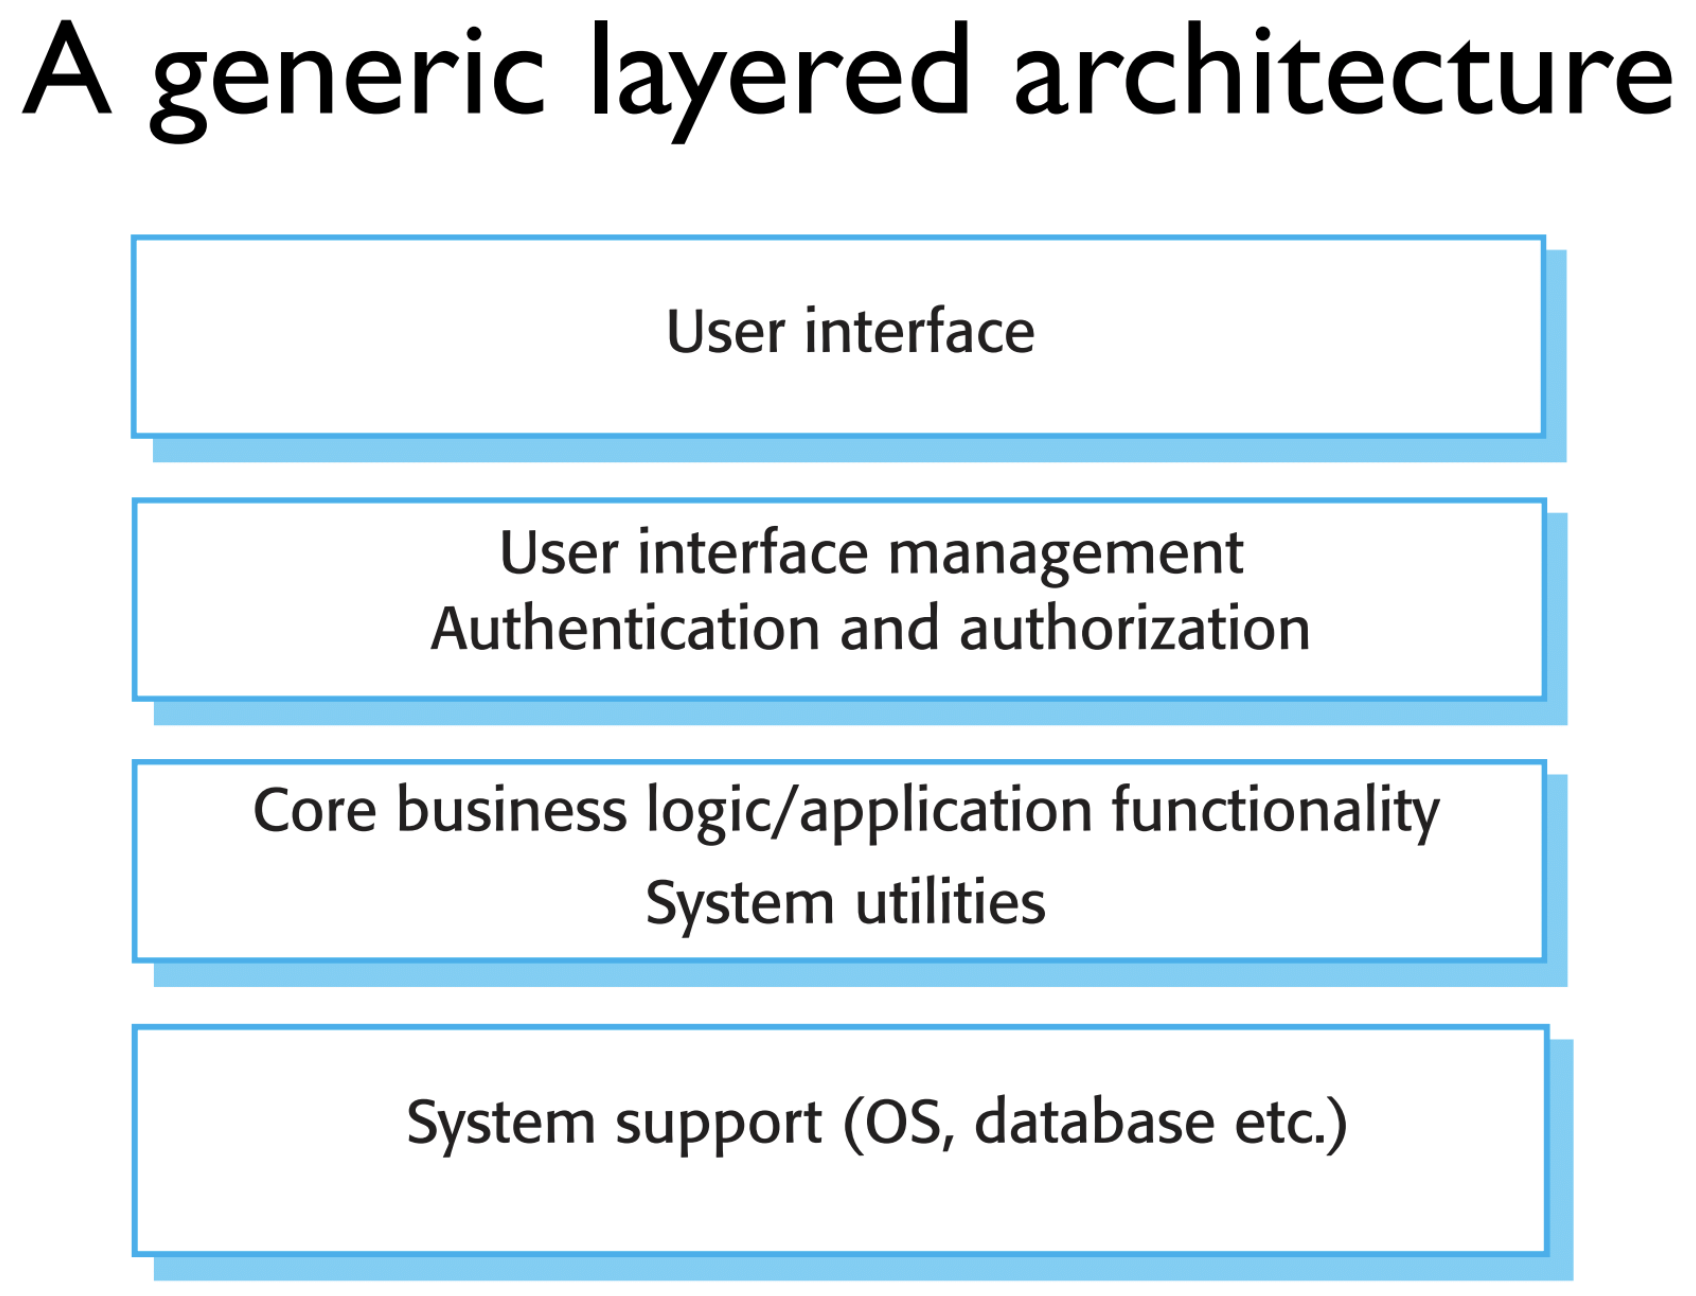 A generic layered architecture
User interface
User interface management
Authentication and authorization
Core business logic/application functionality
System utilities
System support (OS, database etc.)